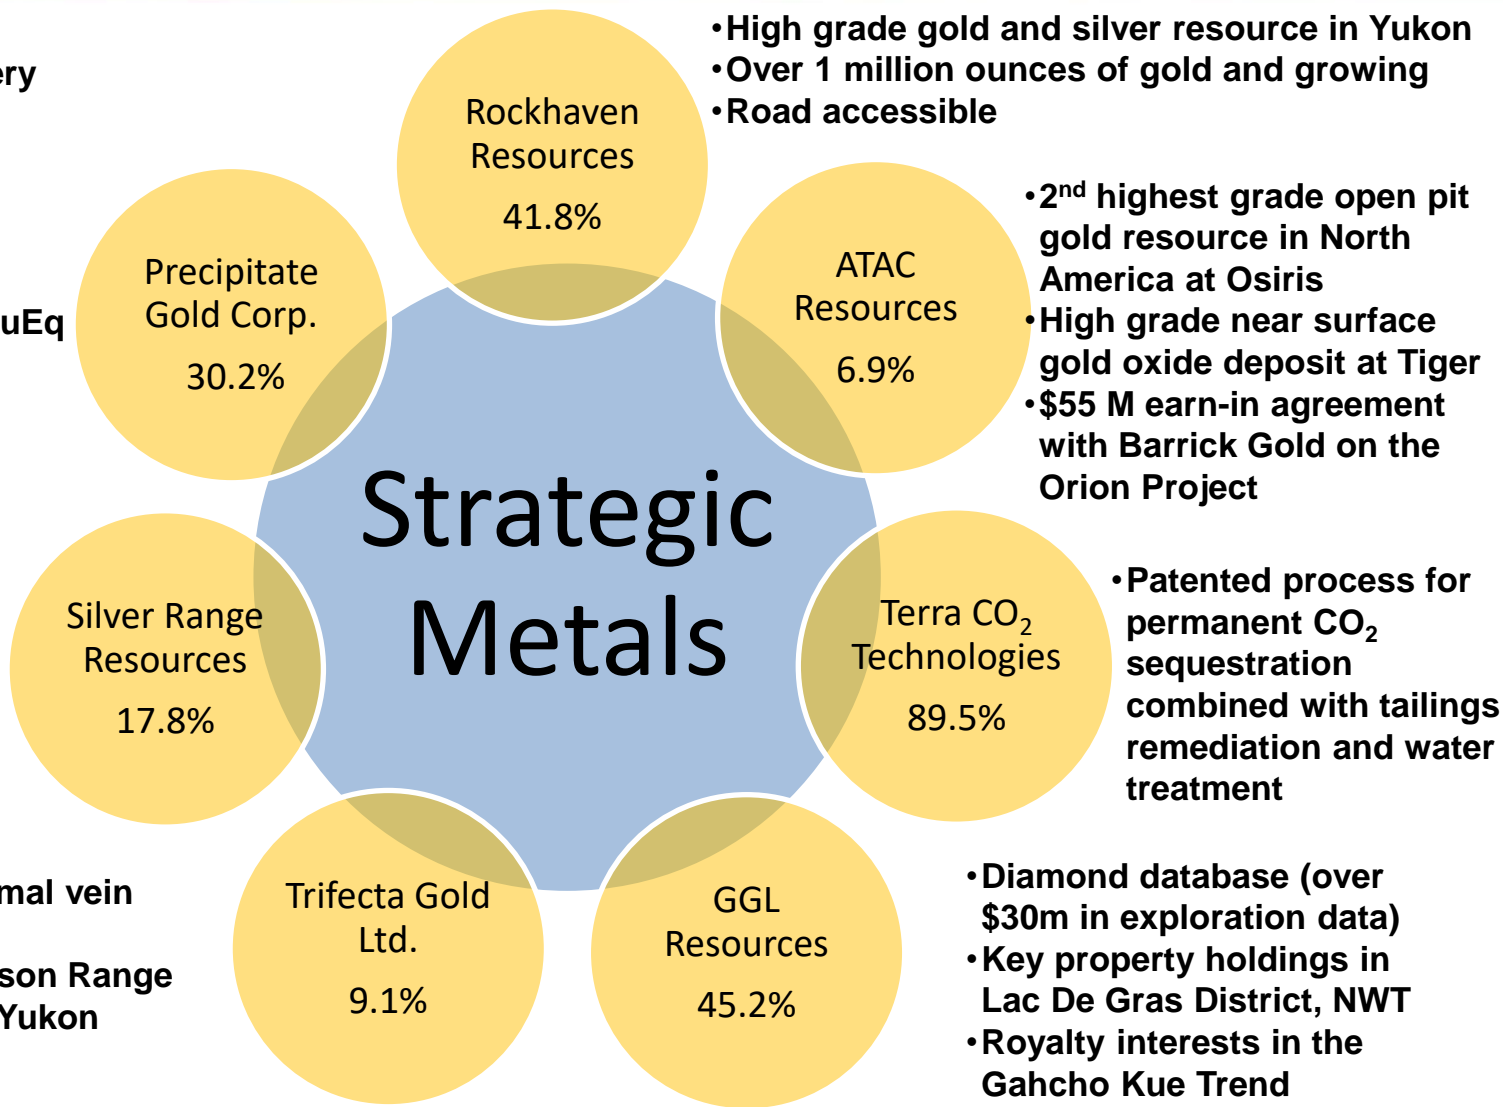 •High grade gold and silver resource in Yukon
•Over 1 million ounces of gold and growing
•Road accessible
Rockhaven
Resources
41.8%
•2nd highest grade open pit
gold resource in North
America at Osiris
•High grade near surface
gold oxide deposit at Tiger
•$55 M earn-in agreement
with Barrick Gold on the
Orion Project
ATAC
Resources
6.9%
Precipitate
Gold Corp.
30.2%
uEq
Strategic
Metals
•Patented process for
permanent CO₂
sequestration
combined with tailings
remediation and water
treatment
Terra CO₂
Technologies
89.5%
Silver Range
Resources
17.8%
•Diamond database (over
$30m in exploration data)
•Key property holdings in
Lac De Gras District, NWT
•Royalty interests in the
Gahcho Kue Trend
GGL
Resources
45.2%
Trifecta Gold
Ltd.
9.1%
mal vein
son Range
Yukon